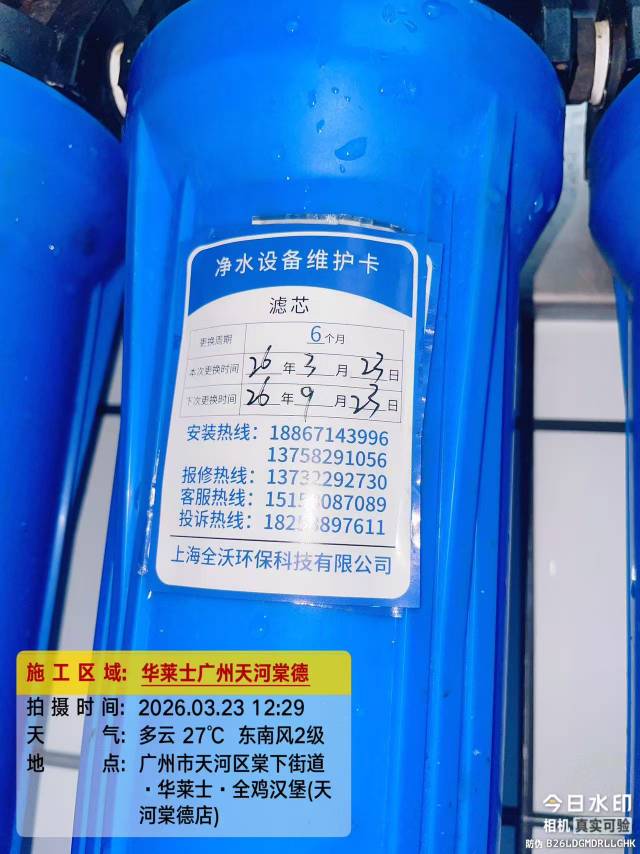 净水设备维护卡
滤芯
更换周期 6个月
本次更换时间 26年3月23日
下次更换时间 26年9月23日
安装热线：18867143996
13758291056
报修热线：13732292730
客服热线：
投诉热线：
上海全沃环保科技有限公司
施工区域：华莱士广州天河棠德
拍摄时间：2026.03.23 12:29
天气：多云 27℃ 东南风2级
地点：广州市天河区棠下街道
·华莱士·全鸡汉堡(天
河棠德店)
今日水印
相机 真实可验
防伪 B26LDGMDRLLGHK